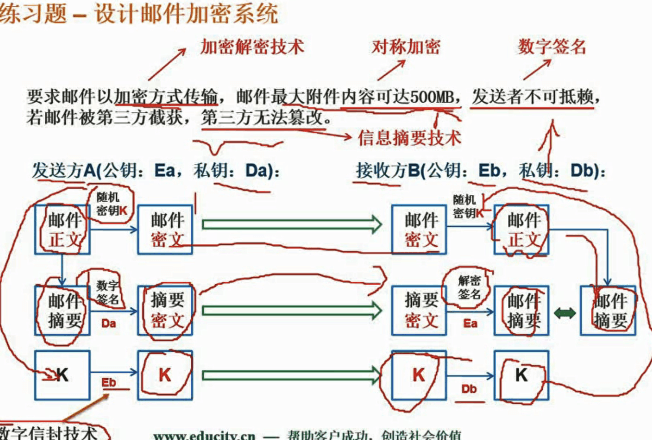 练习题 – 设计邮件加密系统
加密解密技术 对称加密 数字签名
要求邮件以加密方式传输，邮件最大附件内容可达500MB，发送者不可抵赖，
若邮件被第三方截获，第三方无法篡改。
信息摘要技术
发送方A(公钥：Ea，私钥：Da)： 接收方B(公钥：Eb，私钥：Db)：
邮件正文 随机密钥K 邮件密文 邮件密文 随机密钥K 邮件正文
邮件摘要 数字签名 Da 摘要密文 摘要密文 解密签名 Ea 邮件摘要 邮件摘要
K Eb K K Db K
数字信封技术
www.educity.cn — 帮助客户成功，创造社会价值